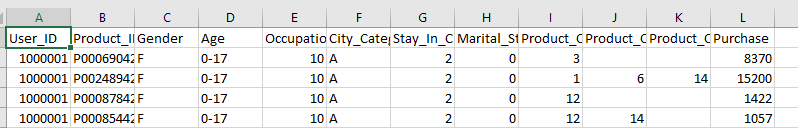 A B C D E F G H I J K L
User_ID Product_I Gender Age Occupatio City_Categ Stay_In_C Marital_St Product_C Product_C Product_C Purchase
1000001 P00069042 F 0-17 10 A 2 0 3 8370
1000001 P00248942 F 0-17 10 A 2 0 1 6 14 15200
1000001 P00087842 F 0-17 10 A 2 0 12 1422
1000001 P00085442 F 0-17 10 A 2 0 12 14 1057